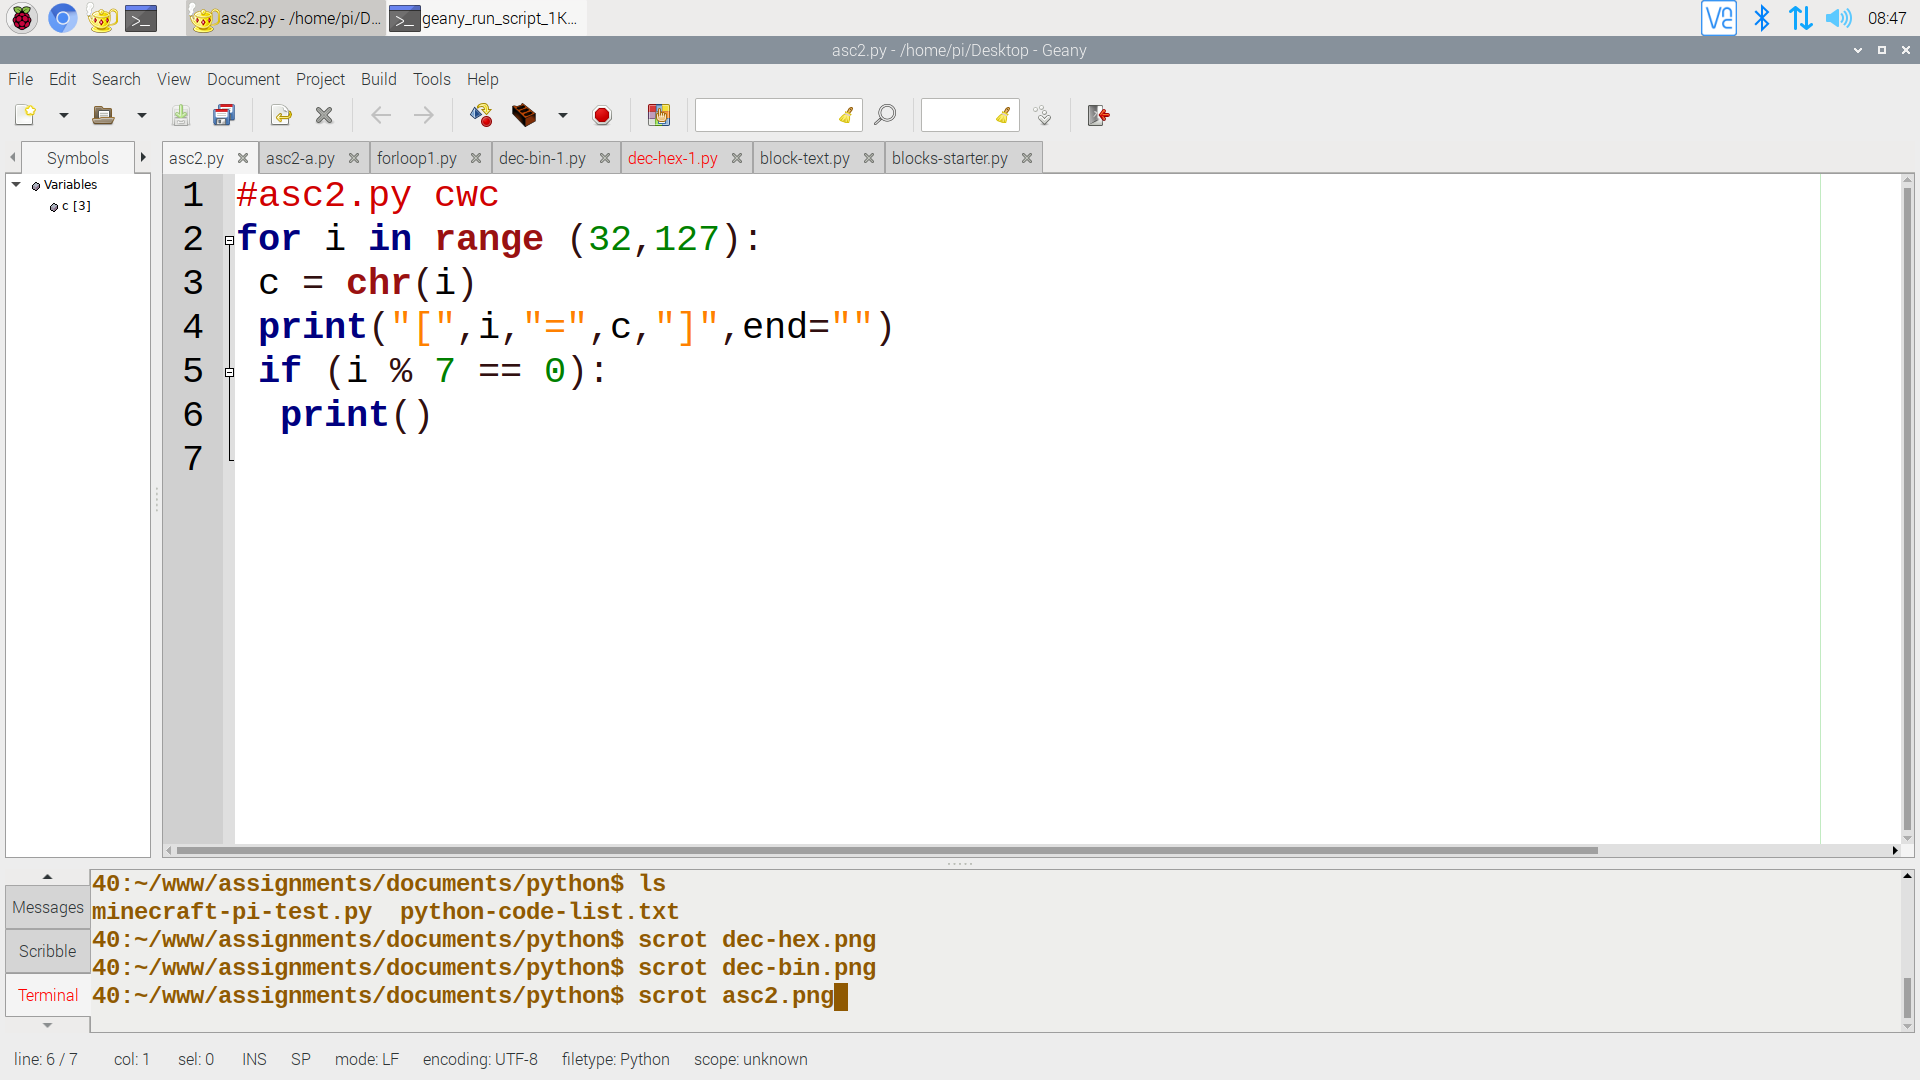 asc2.py - /home/pi/D... geany_run_script_1K... 08:47
asc2.py - /home/pi/Desktop - Geany
File Edit Search View Document Project Build Tools Help
Symbols asc2.py asc2-a.py forloop1.py dec-bin-1.py dec-hex-1.py block-text.py blocks-starter.py
Variables
c [3]
1 #asc2.py cwc
2 for i in range (32,127):
3  c = chr(i)
4  print("[",i,"=",c,"]",end="")
5  if (i % 7 == 0):
6   print()
7
Messages
Scribble
Terminal
40:~/www/assignments/documents/python$ ls
minecraft-pi-test.py  python-code-list.txt
40:~/www/assignments/documents/python$ scrot dec-hex.png
40:~/www/assignments/documents/python$ scrot dec-bin.png
40:~/www/assignments/documents/python$ scrot asc2.png
line: 6 / 7 col: 1 sel: 0 INS SP mode: LF encoding: UTF-8 filetype: Python scope: unknown